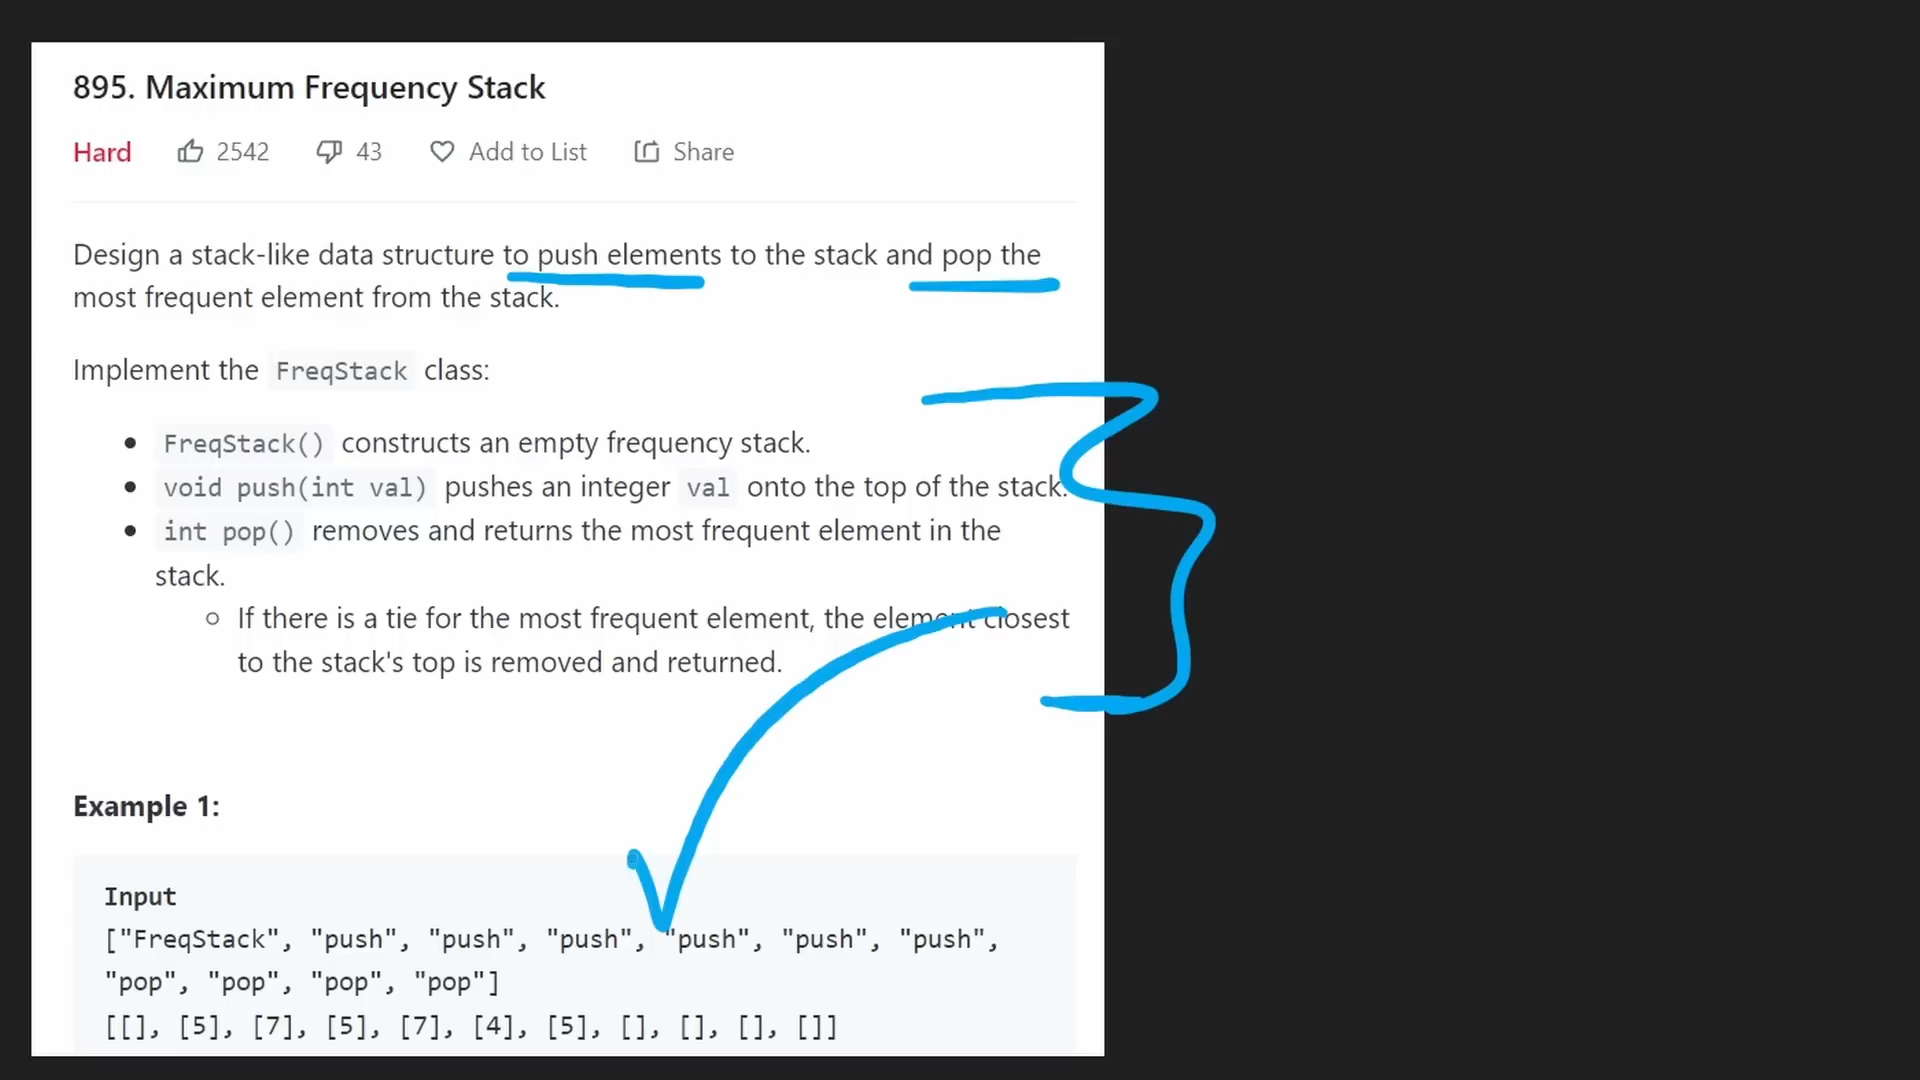 895. Maximum Frequency Stack
Hard 2542 43 Add to List Share
Design a stack-like data structure to push elements to the stack and pop the
most frequent element from the stack.
Implement the FreqStack class:
FreqStack() constructs an empty frequency stack.
void push(int val) pushes an integer val onto the top of the stack.
int pop() removes and returns the most frequent element in the
stack.
If there is a tie for the most frequent element, the element closest
to the stack's top is removed and returned.
Example 1:
Input
["FreqStack", "push", "push", "push", "push", "push", "push",
"pop", "pop", "pop", "pop"]
[[], [5], [7], [5], [7], [4], [5], [], [], [], []]